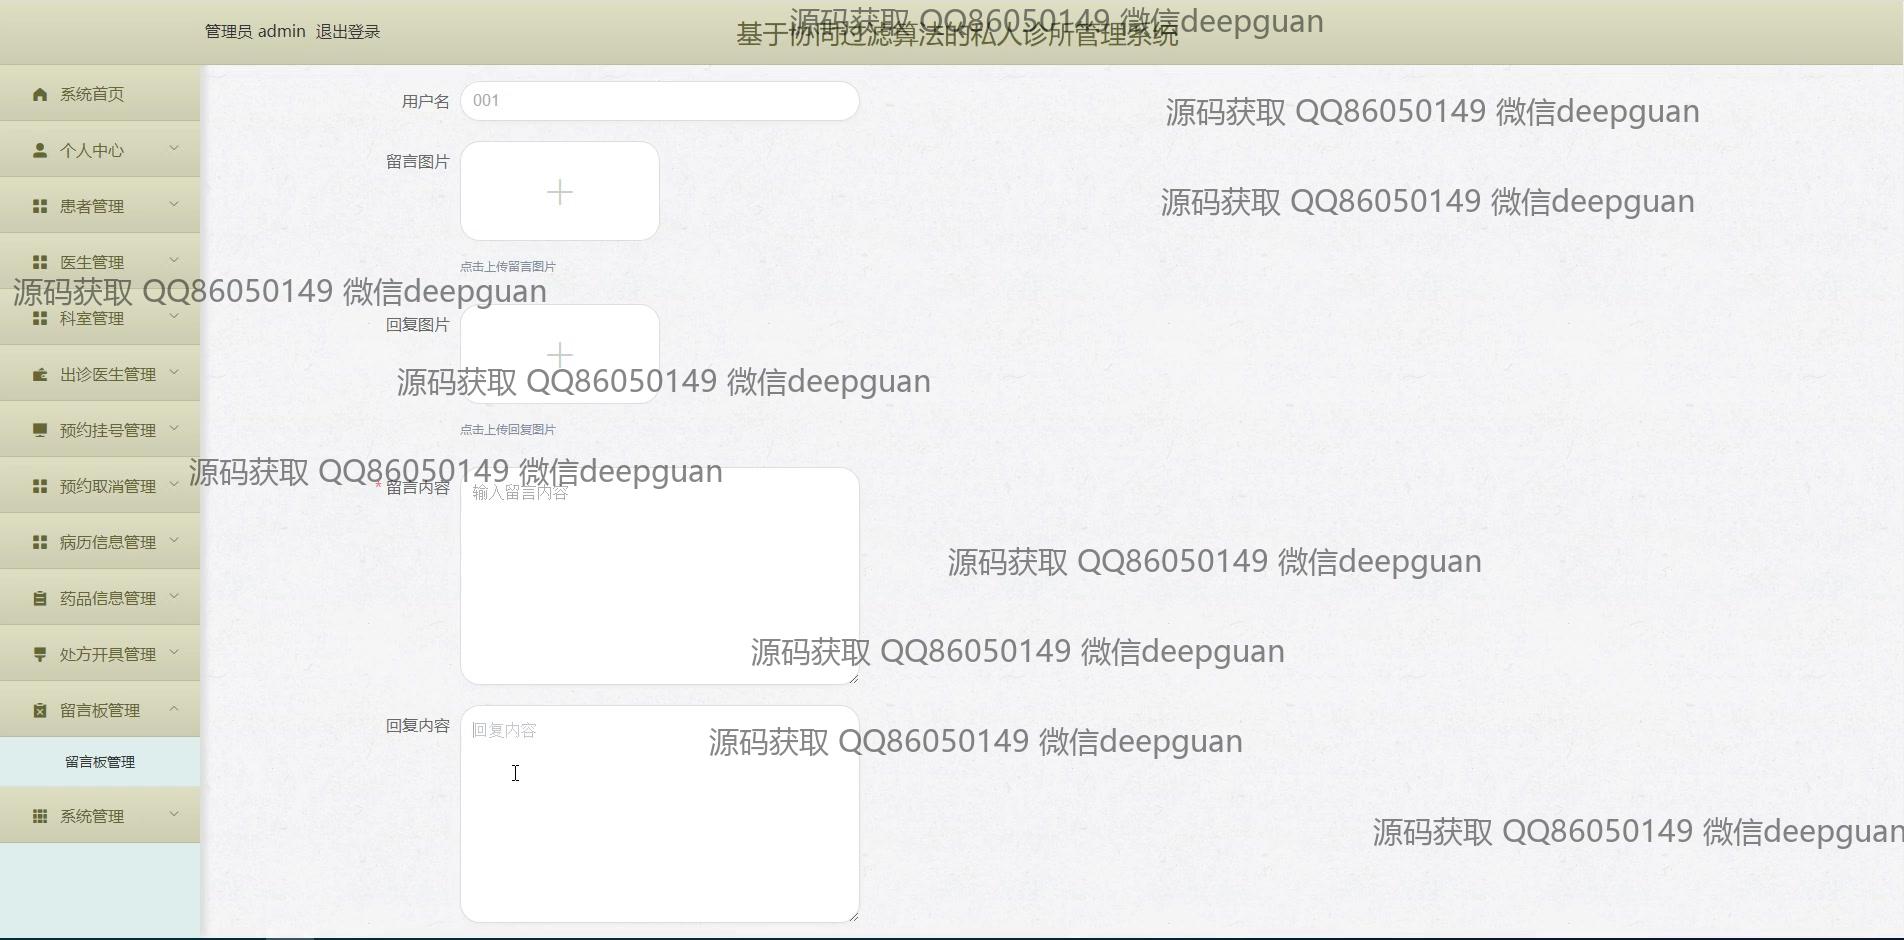 管理员 admin 退出登录
基于协同过滤算法的私人诊所管理系统
源码获取 QQ86050149 微信deepguan
系统首页
个人中心
患者管理
医生管理
科室管理
出诊医生管理
预约挂号管理
预约取消管理
病历信息管理
药品信息管理
处方开具管理
留言板管理
留言板管理
系统管理
用户名 001
源码获取 QQ86050149 微信deepguan
留言图片
源码获取 QQ86050149 微信deepguan
点击上传留言图片
源码获取 QQ86050149 微信deepguan
回复图片
源码获取 QQ86050149 微信deepguan
点击上传回复图片
源码获取 QQ86050149 微信deepguan
* 留言内容 输入留言内容
源码获取 QQ86050149 微信deepguan
源码获取 QQ86050149 微信deepguan
回复内容 回复内容
源码获取 QQ86050149 微信deepguan
源码获取 QQ86050149 微信deepguan